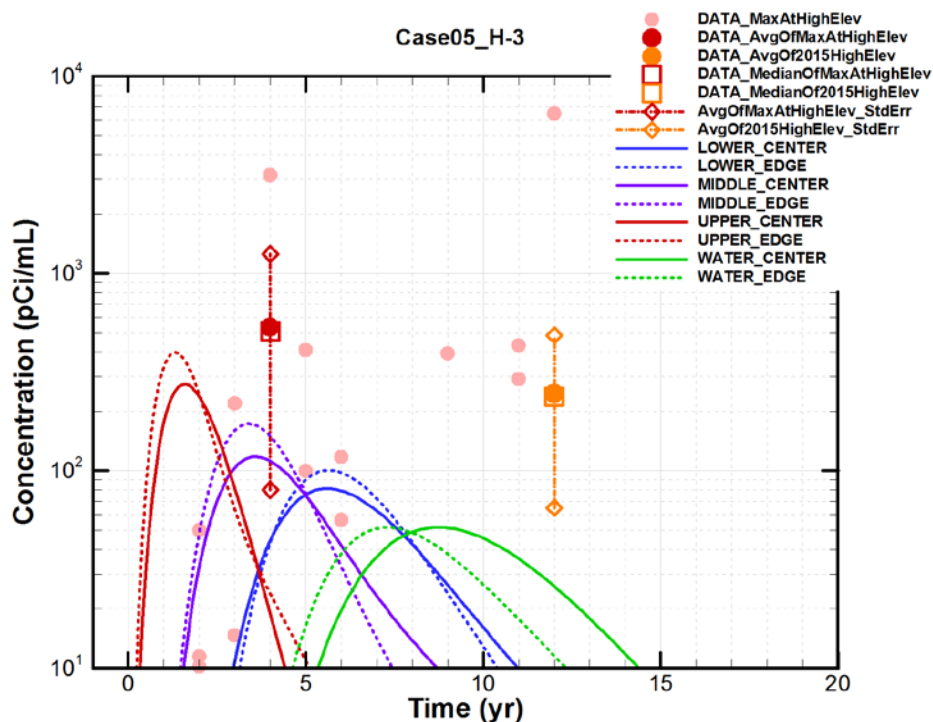 Case05_H-3
DATA_MaxAtHighElev
DATA_AvgOfMaxAtHighElev
DATA_AvgOf2015HighElev
DATA_MedianOfMaxAtHighElev
DATA_MedianOf2015HighElev
AvgOfMaxAtHighElev_StdErr
AvgOf2015HighElev_StdErr
LOWER_CENTER
LOWER_EDGE
MIDDLE_CENTER
MIDDLE_EDGE
UPPER_CENTER
UPPER_EDGE
WATER_CENTER
WATER_EDGE
Concentration (pCi/mL)
10⁴
10³
10²
10¹
0 5 10 15 20
Time (yr)